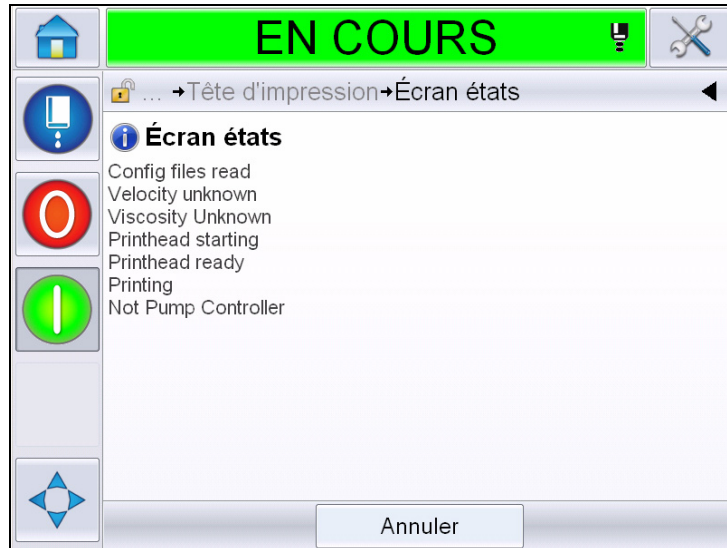 EN COURS
... →Tête d'impression→Écran états
Écran états
Config files read
Velocity unknown
Viscosity Unknown
Printhead starting
Printhead ready
Printing
Not Pump Controller
Annuler